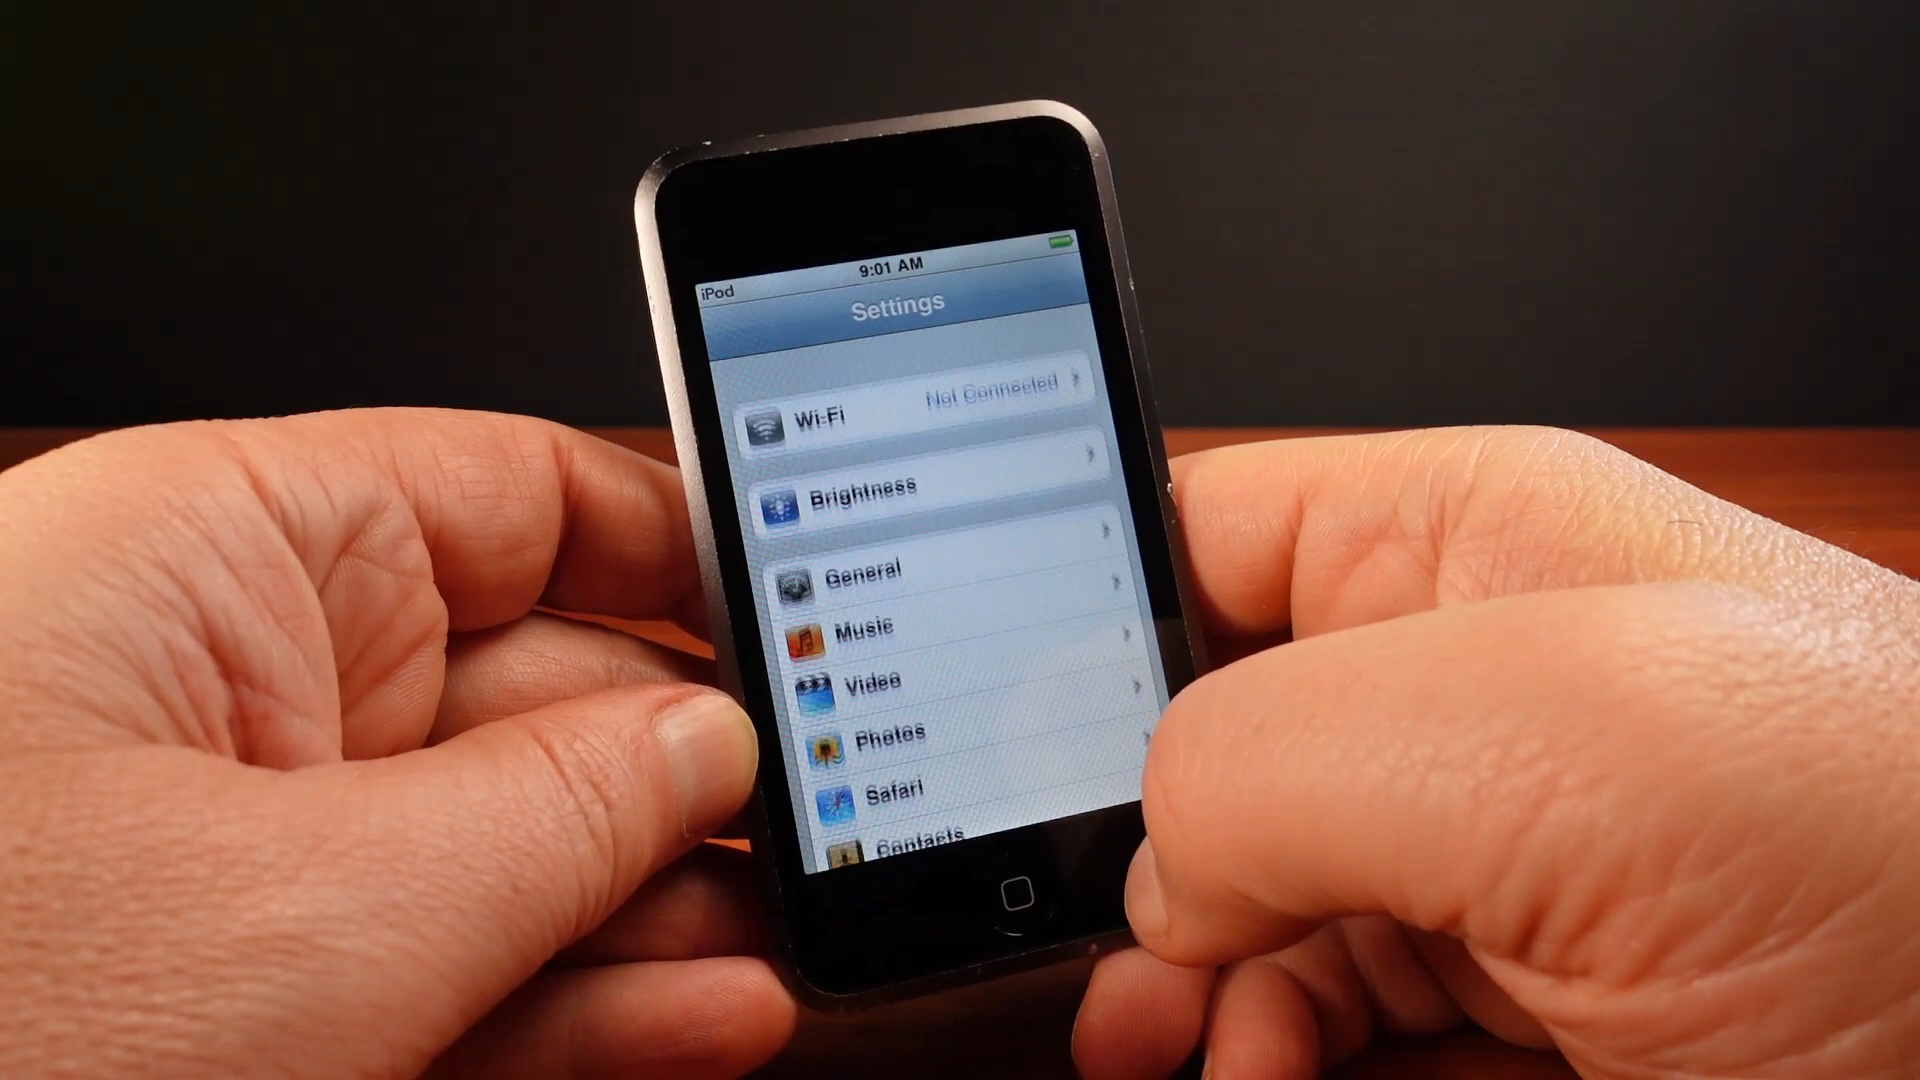 9:01 AM
iPod
Settings
Wi-Fi Not Connected
Brightness
General
Music
Video
Photos
Safari
Contacts